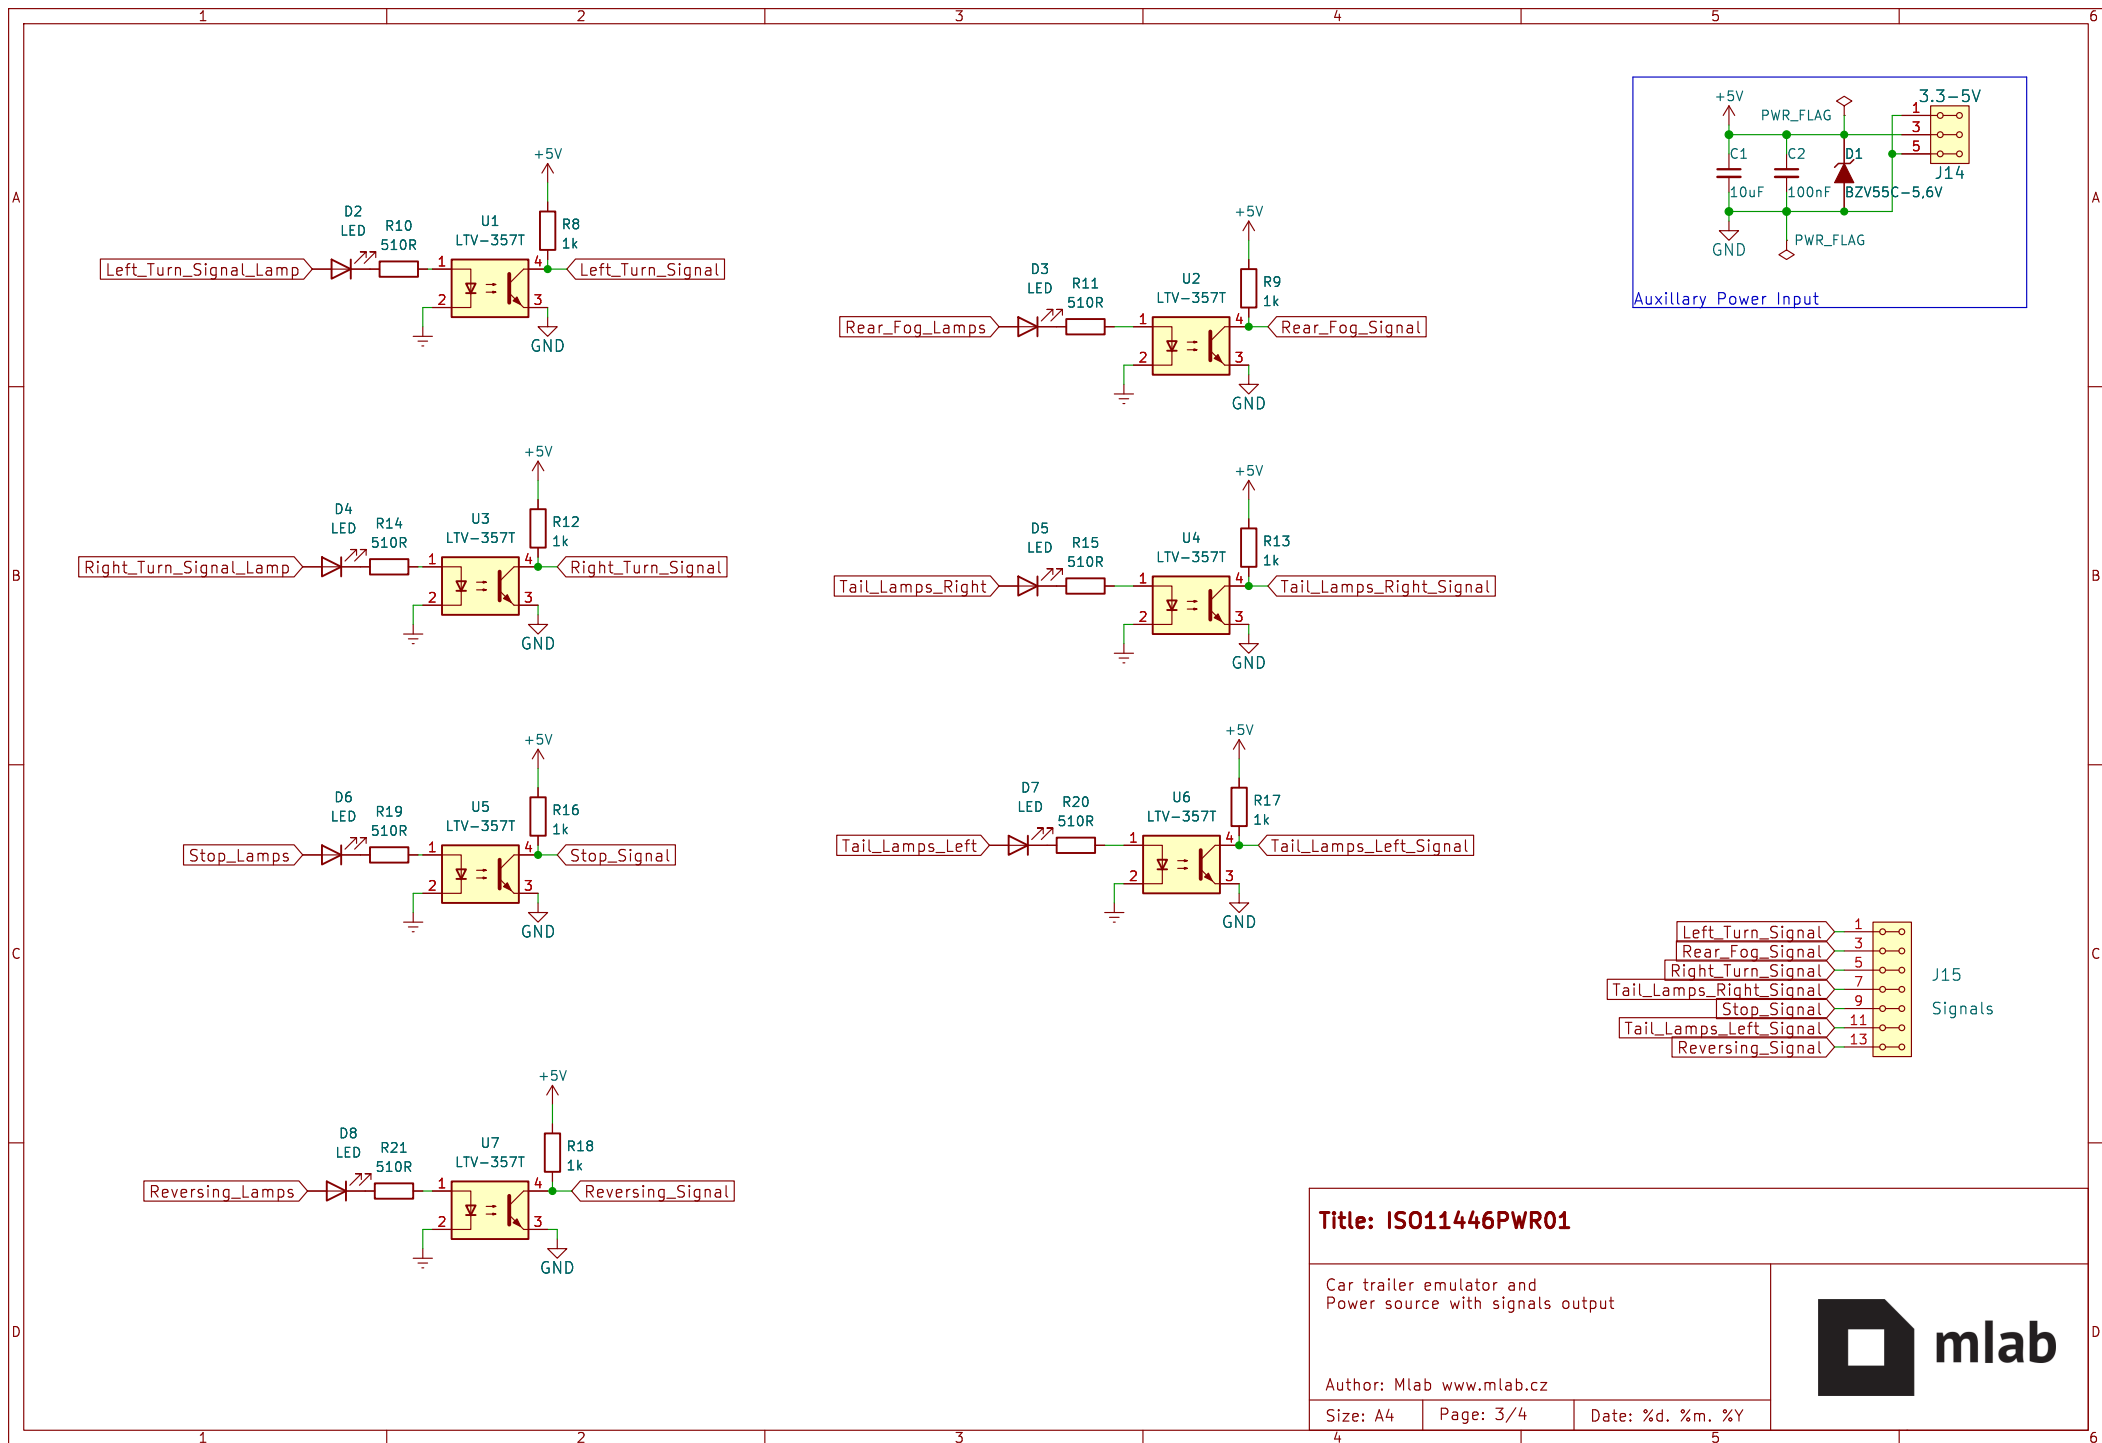 1 2 3 4 5 6
A
B
C
D
+5V
D2
LED
R10
510R
U1
LTV-357T
R8
1k
Left_Turn_Signal_Lamp
1
2
4
3
Left_Turn_Signal
GND
+5V
D3
LED
R11
510R
U2
LTV-357T
R9
1k
Rear_Fog_Lamps
1
2
4
3
Rear_Fog_Signal
GND
+5V
PWR_FLAG
3.3-5V
1
3
5
J14
C1
10uF
C2
100nF
D1
BZV55C-5,6V
GND
PWR_FLAG
Auxillary Power Input
+5V
D4
LED
R14
510R
U3
LTV-357T
R12
1k
Right_Turn_Signal_Lamp
1
2
4
3
Right_Turn_Signal
GND
+5V
D5
LED
R15
510R
U4
LTV-357T
R13
1k
Tail_Lamps_Right
1
2
4
3
Tail_Lamps_Right_Signal
GND
+5V
D6
LED
R19
510R
U5
LTV-357T
R16
1k
Stop_Lamps
1
2
4
3
Stop_Signal
GND
+5V
D7
LED
R20
510R
U6
LTV-357T
R17
1k
Tail_Lamps_Left
1
2
4
3
Tail_Lamps_Left_Signal
GND
Left_Turn_Signal 1
Rear_Fog_Signal 3
Right_Turn_Signal 5
Tail_Lamps_Right_Signal 7
Stop_Signal 9
Tail_Lamps_Left_Signal 11
Reversing_Signal 13
J15
Signals
+5V
D8
LED
R21
510R
U7
LTV-357T
R18
1k
Reversing_Lamps
1
2
4
3
Reversing_Signal
GND
Title: ISO11446PWR01
Car trailer emulator and
Power source with signals output
Author: Mlab www.mlab.cz
Size: A4
Page: 3/4
Date: %d. %m. %Y
mlab
A
B
C
D
1 2 3 4 5 6